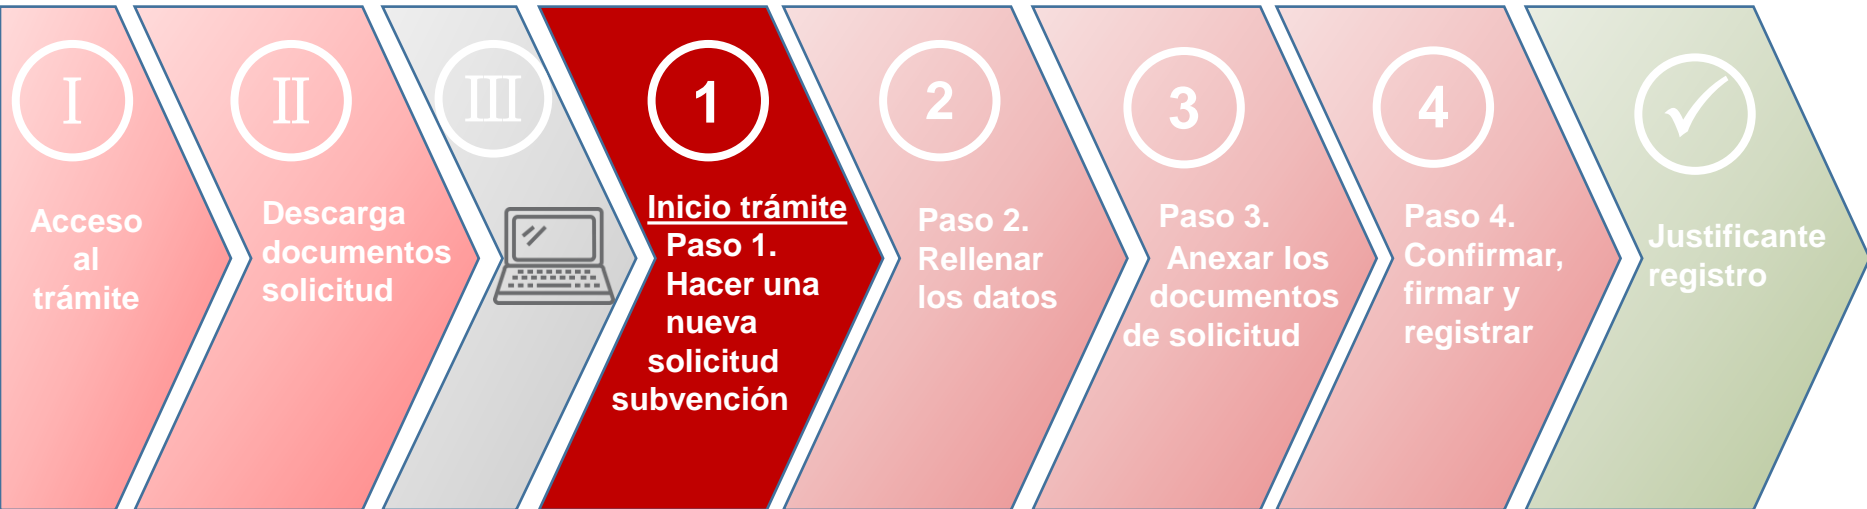 I
Acceso
al
trámite
II
Descarga
documentos
solicitud
III
1
Inicio trámite
Paso 1.
Hacer una
nueva
solicitud
subvención
2
Paso 2.
Rellenar
los datos
3
Paso 3.
Anexar los
documentos
de solicitud
4
Paso 4.
Confirmar,
firmar y
registrar
Justificante
registro